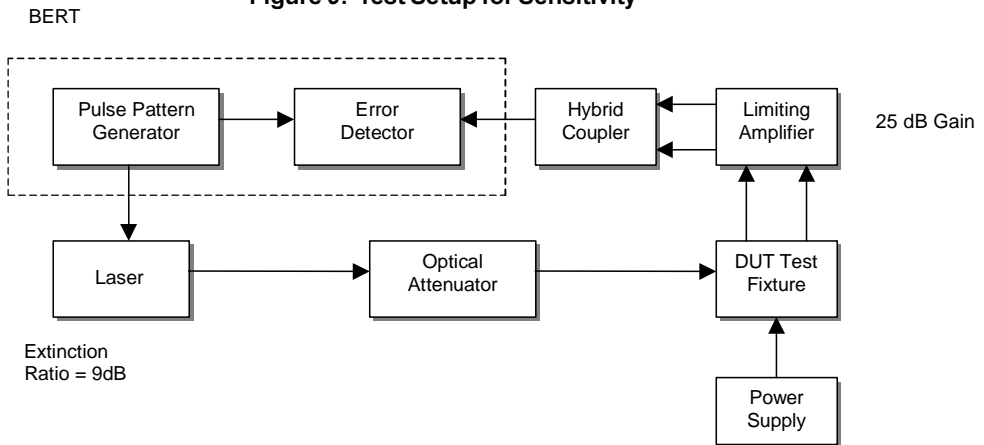 Figure 9: Test Setup for Sensitivity
BERT
Pulse Pattern
Generator
Error
Detector
Hybrid
Coupler
Limiting
Amplifier
25 dB Gain
Laser
Optical
Attenuator
DUT Test
Fixture
Extinction
Ratio = 9dB
Power
Supply